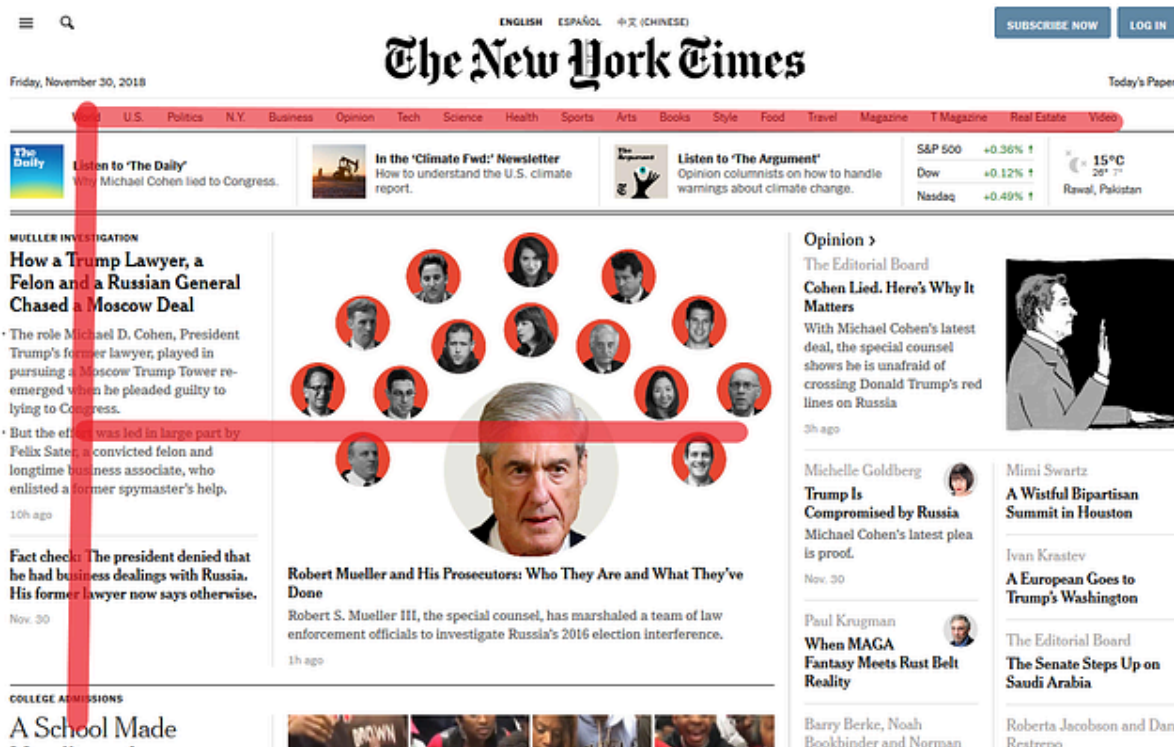 ENGLISH ESPAÑOL 中文 (CHINESE)
SUBSCRIBE NOW LOG IN
The New York Times
Friday, November 30, 2018
Today's Paper
World U.S. Politics N.Y. Business Opinion Tech Science Health Sports Arts Books Style Food Travel Magazine T Magazine Real Estate Video
The Daily
Listen to 'The Daily'
Why Michael Cohen lied to Congress.
In the 'Climate Fwd:' Newsletter
How to understand the U.S. climate
report.
The Argument
Listen to 'The Argument'
Opinion columnists on how to handle
warnings about climate change.
S&P 500 +0.36% ↑
Dow +0.12% ↑
Nasdaq +0.49% ↑
15°C
26° 7°
Rawal, Pakistan
MUELLER INVESTIGATION
How a Trump Lawyer, a
Felon and a Russian General
Chased a Moscow Deal
• The role Michael D. Cohen, President
Trump's former lawyer, played in
pursuing a Moscow Trump Tower re-
emerged when he pleaded guilty to
lying to Congress.
• But the effort was led in large part by
Felix Sater, a convicted felon and
longtime business associate, who
enlisted a former spymaster's help.
10h ago
Fact check: The president denied that
he had business dealings with Russia.
His former lawyer now says otherwise.
Nov. 30
Robert Mueller and His Prosecutors: Who They Are and What They've
Done
Robert S. Mueller III, the special counsel, has marshaled a team of law
enforcement officials to investigate Russia's 2016 election interference.
1h ago
Opinion ›
The Editorial Board
Cohen Lied. Here's Why It
Matters
With Michael Cohen's latest
deal, the special counsel
shows he is unafraid of
crossing Donald Trump's red
lines on Russia
3h ago
Michelle Goldberg
Trump Is
Compromised by Russia
Michael Cohen's latest plea
is proof.
Nov. 30
Paul Krugman
When MAGA
Fantasy Meets Rust Belt
Reality
Barry Berke, Noah
Bookbinder and Norman
Mimi Swartz
A Wistful Bipartisan
Summit in Houston
Ivan Krastev
A European Goes to
Trump's Washington
The Editorial Board
The Senate Steps Up on
Saudi Arabia
Roberta Jacobson and Dan
Restrepo
COLLEGE ADMISSIONS
A School Made
BROWN